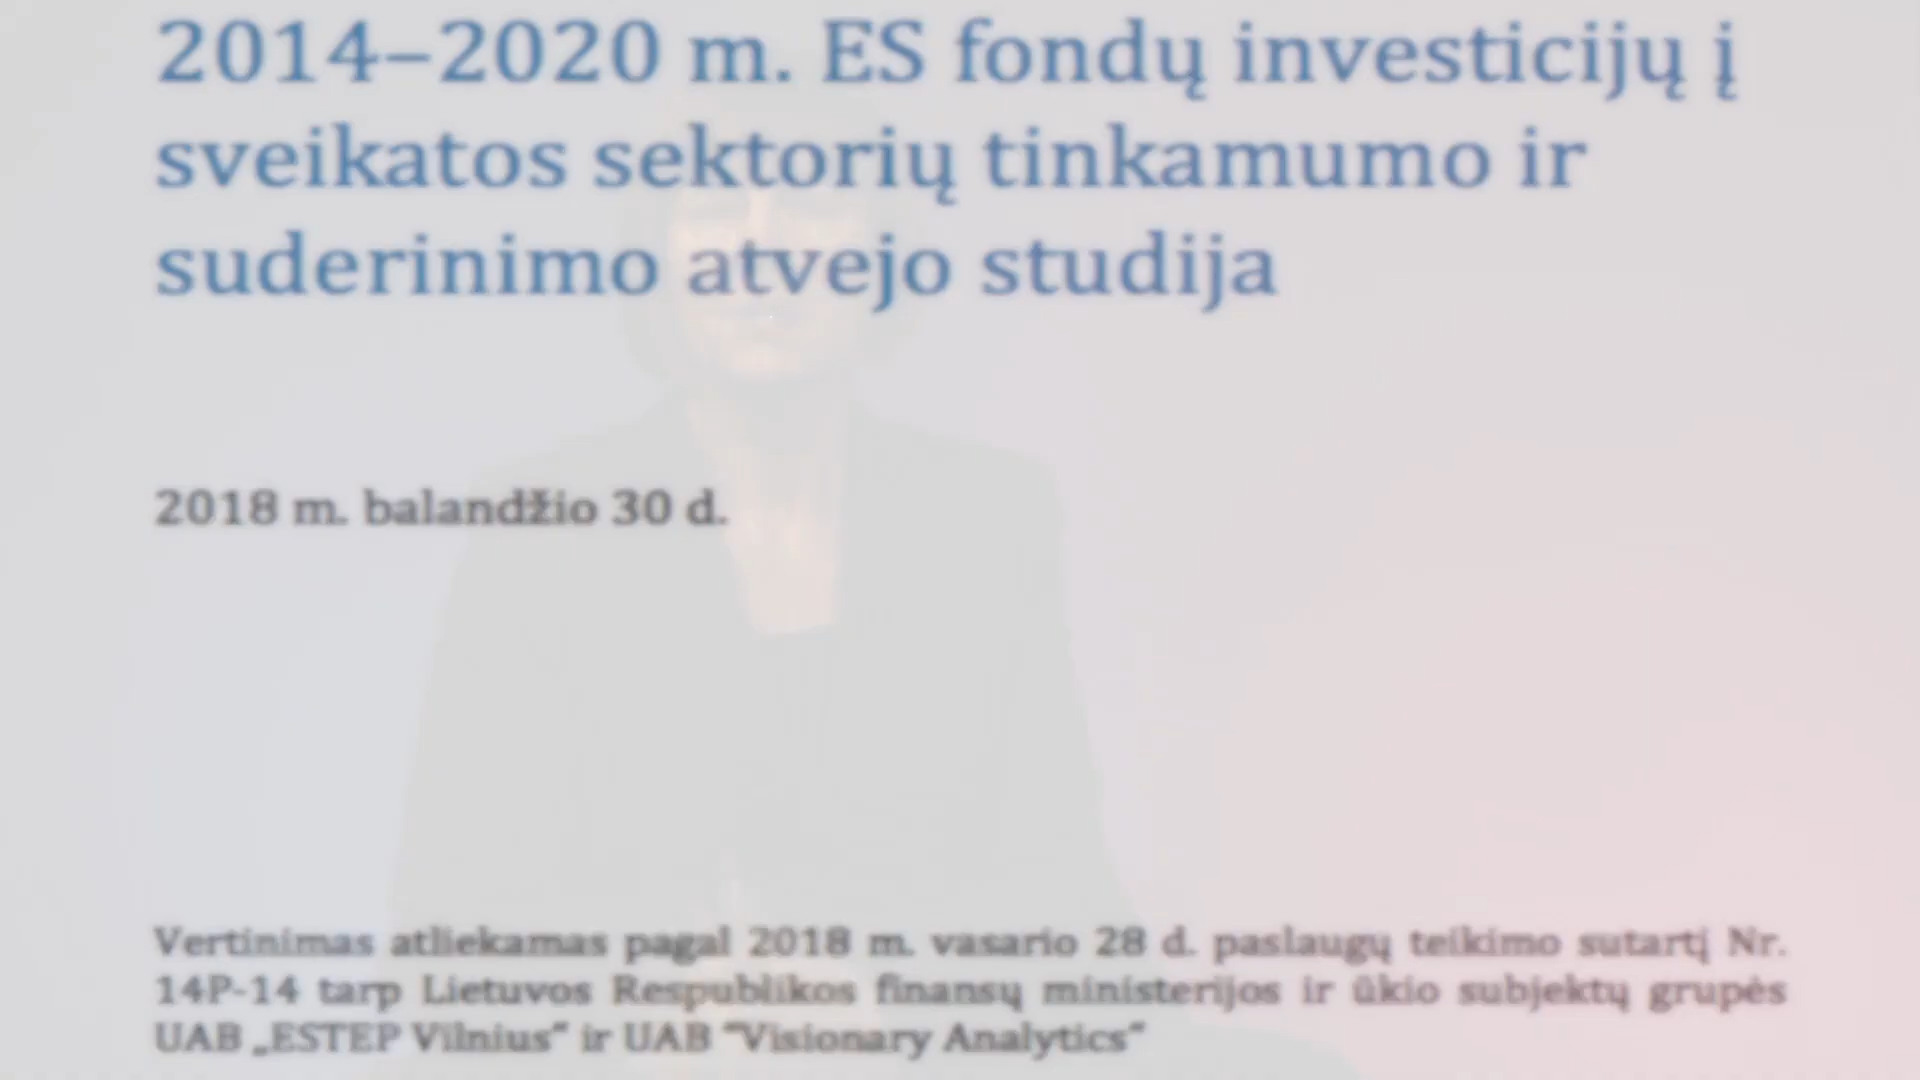 2014–2020 m. ES fondų investicijų į
sveikatos sektorių tinkamumo ir
suderinimo atvejo studija
2018 m. balandžio 30 d.
Vertinimas atliekamas pagal 2018 m. vasario 28 d. paslaugų teikimo sutartį Nr.
14P-14 tarp Lietuvos Respublikos finansų ministerijos ir ūkio subjektų grupės
UAB „ESTEP Vilnius“ ir UAB “Visionary Analytics“